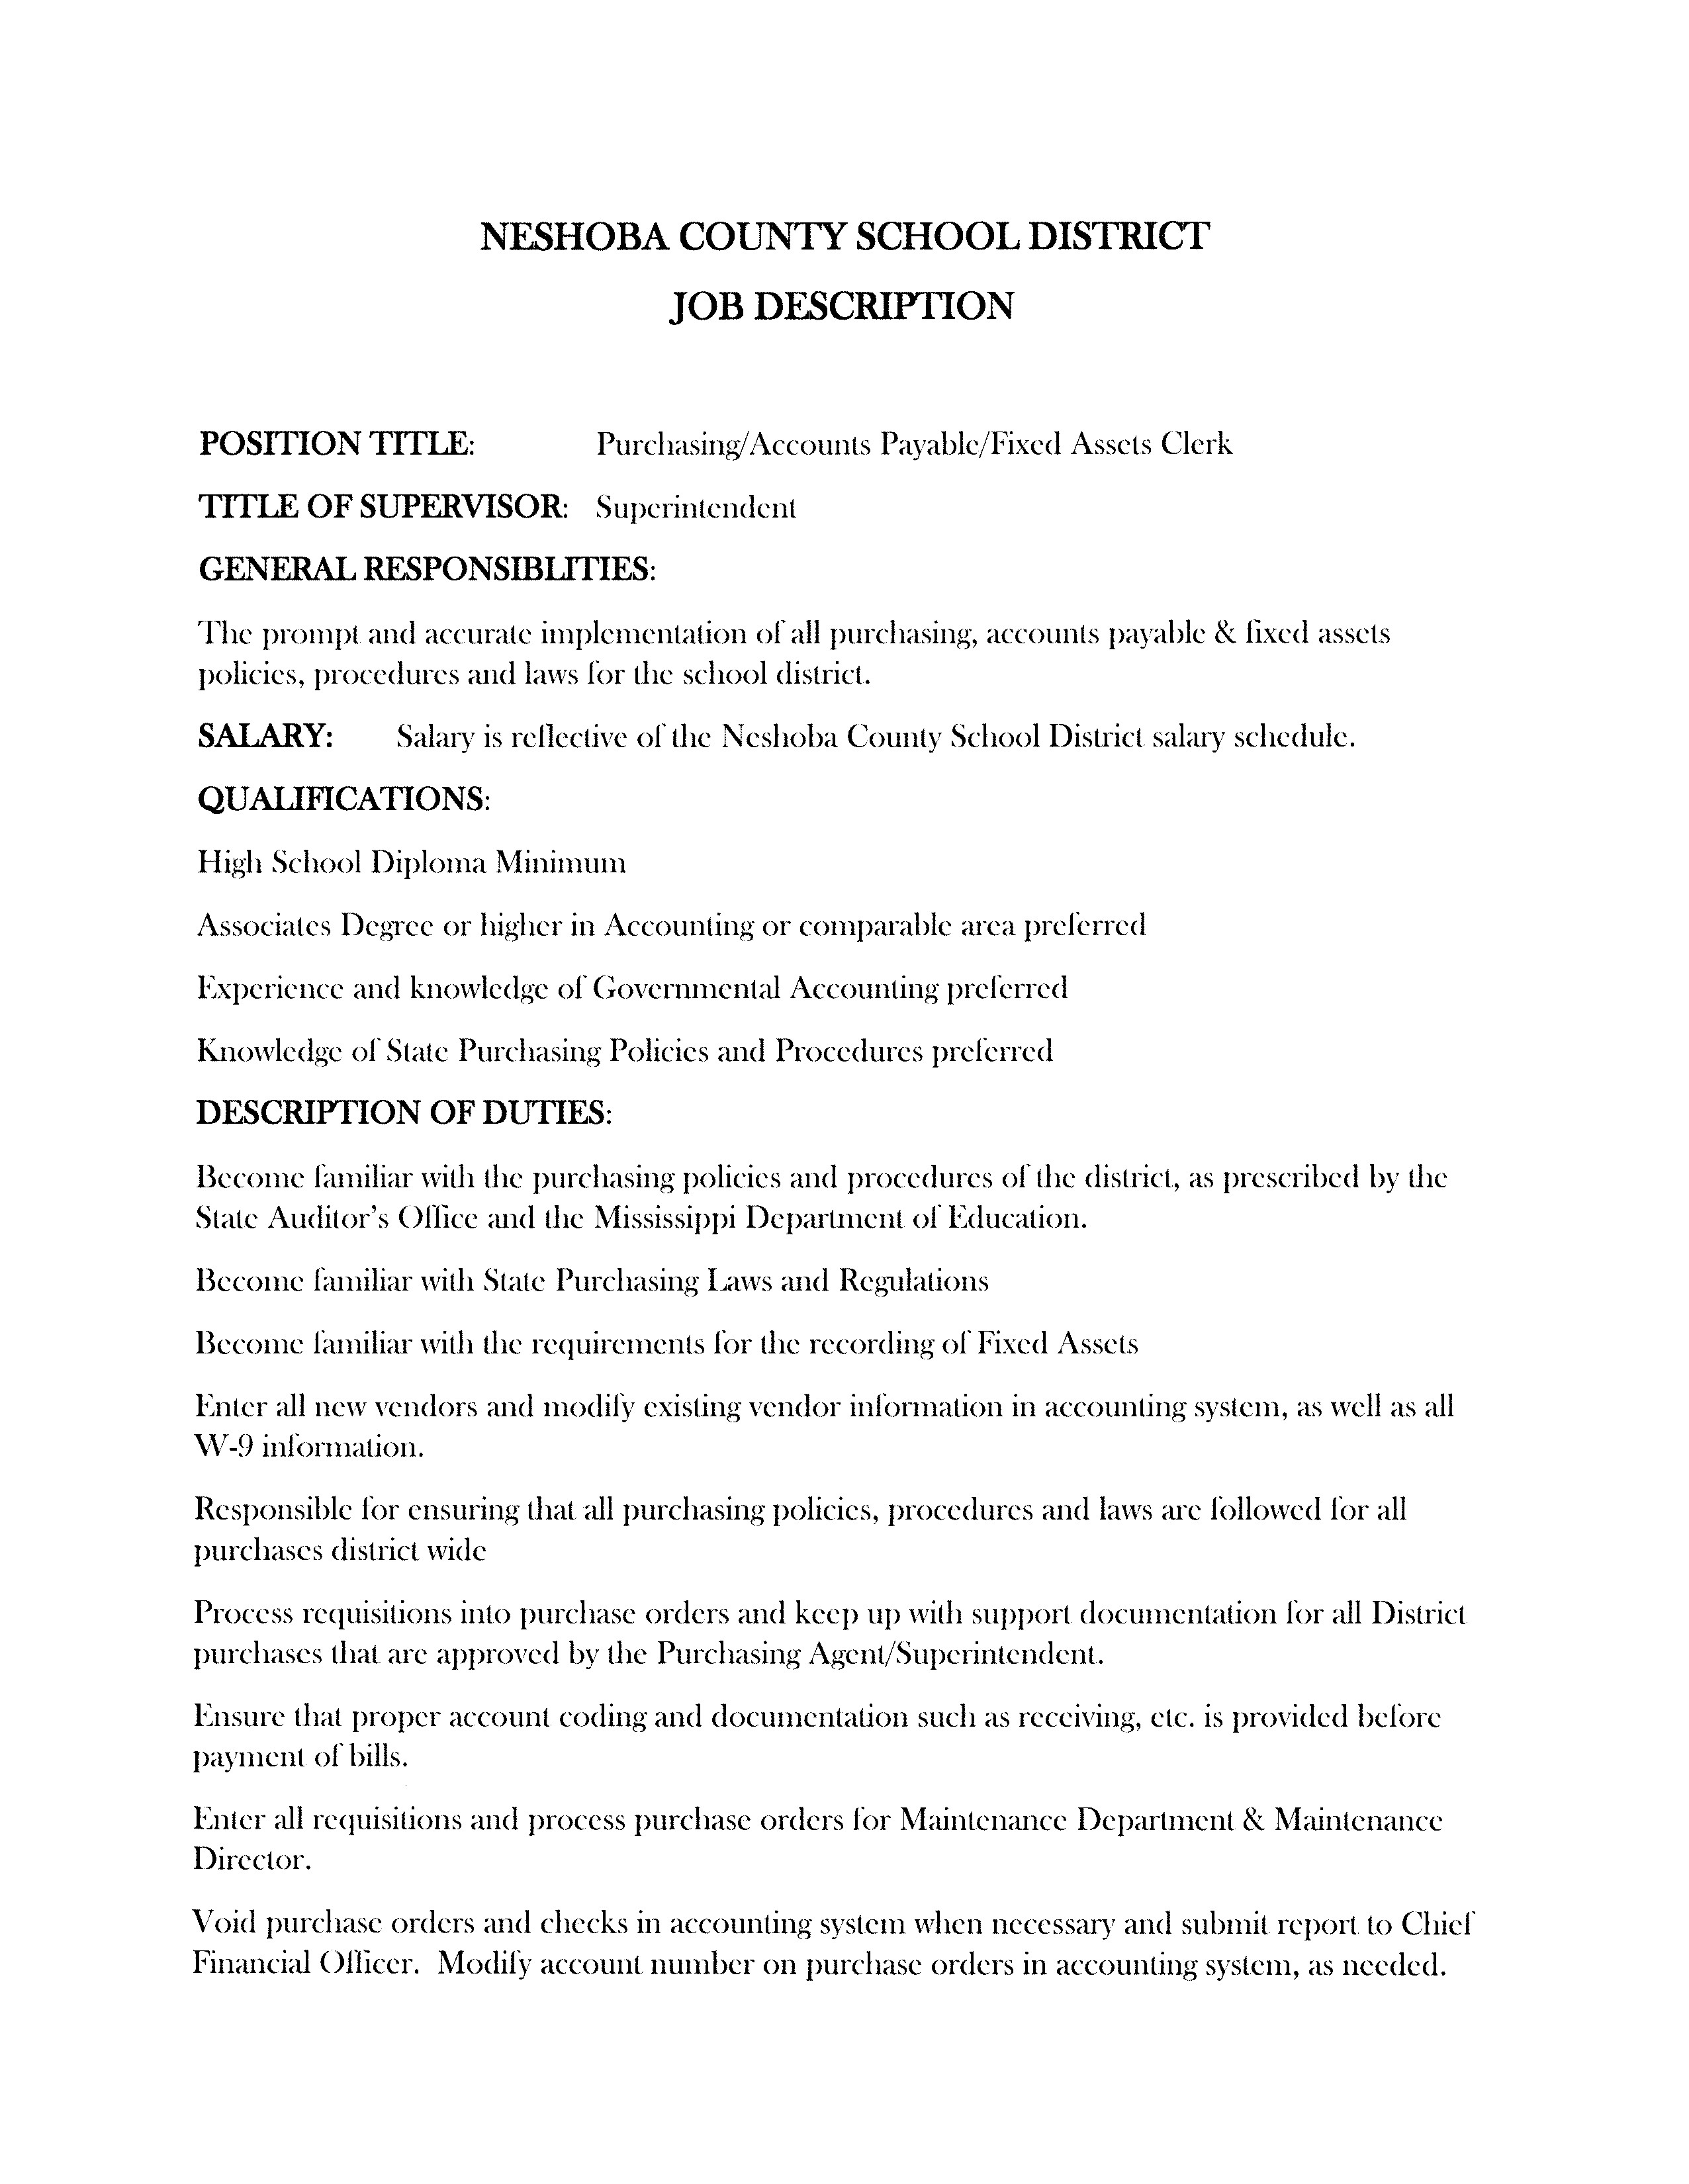 NESHOBA COUNTY SCHOOL DISTRICT
JOB DESCRIPTION
POSITION TITLE: Purchasing/Accounts Payable/Fixed Assets Clerk
TITLE OF SUPERVISOR: Superintendent
GENERAL RESPONSIBLITIES:
The prompt and accurate implementation of all purchasing, accounts payable & fixed assets
policies, procedures and laws for the school district.
SALARY: Salary is reflective of the Neshoba County School District salary schedule.
QUALIFICATIONS:
High School Diploma Minimum
Associates Degree or higher in Accounting or comparable area preferred
Experience and knowledge of Governmental Accounting preferred
Knowledge of State Purchasing Policies and Procedures preferred
DESCRIPTION OF DUTIES:
Become familiar with the purchasing policies and procedures of the district, as prescribed by the
State Auditor's Office and the Mississippi Department of Education.
Become familiar with State Purchasing Laws and Regulations
Become familiar with the requirements for the recording of Fixed Assets
Enter all new vendors and modify existing vendor information in accounting system, as well as all
W-9 information.
Responsible for ensuring that all purchasing policies, procedures and laws are followed for all
purchases district wide
Process requisitions into purchase orders and keep up with support documentation for all District
purchases that are approved by the Purchasing Agent/Superintendent.
Ensure that proper account coding and documentation such as receiving, etc. is provided before
payment of bills.
Enter all requisitions and process purchase orders for Maintenance Department & Maintenance
Director.
Void purchase orders and checks in accounting system when necessary and submit report to Chief
Financial Officer.  Modify account number on purchase orders in accounting system, as needed.